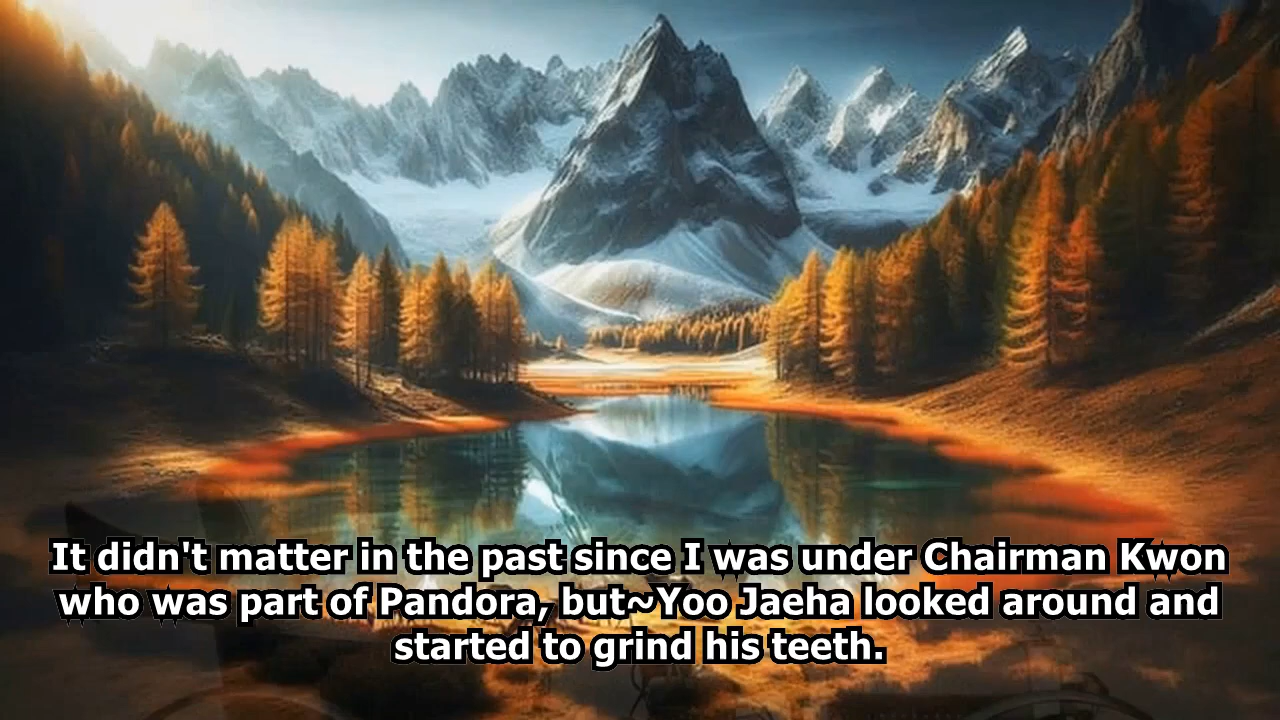 It didn't matter in the past since I was under Chairman Kwon
who was part of Pandora, but~Yoo Jaeha looked around and
started to grind his teeth.